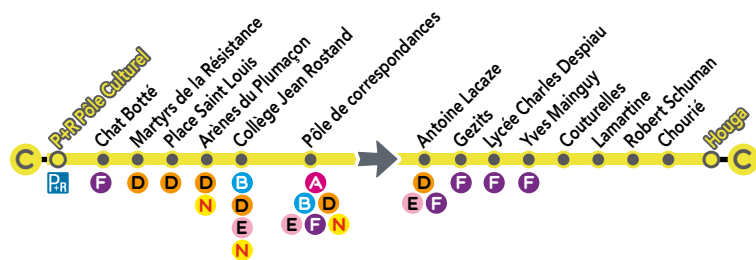 C
P+R Pôle Culturel
Chat Botté
Martyrs de la Résistance
Place Saint Louis
Arènes du Plumaçon
Collège Jean Rostand
Pôle de correspondances
Antoine Lacaze
Gezits
Lycée Charles Despiau
Yves Mainguy
Couturelles
Lamartine
Robert Schuman
Chourié
Houga
C
P+R
F
D
D
D
N
B
D
E
N
A
B D
E F N
D
E F
F
F
F